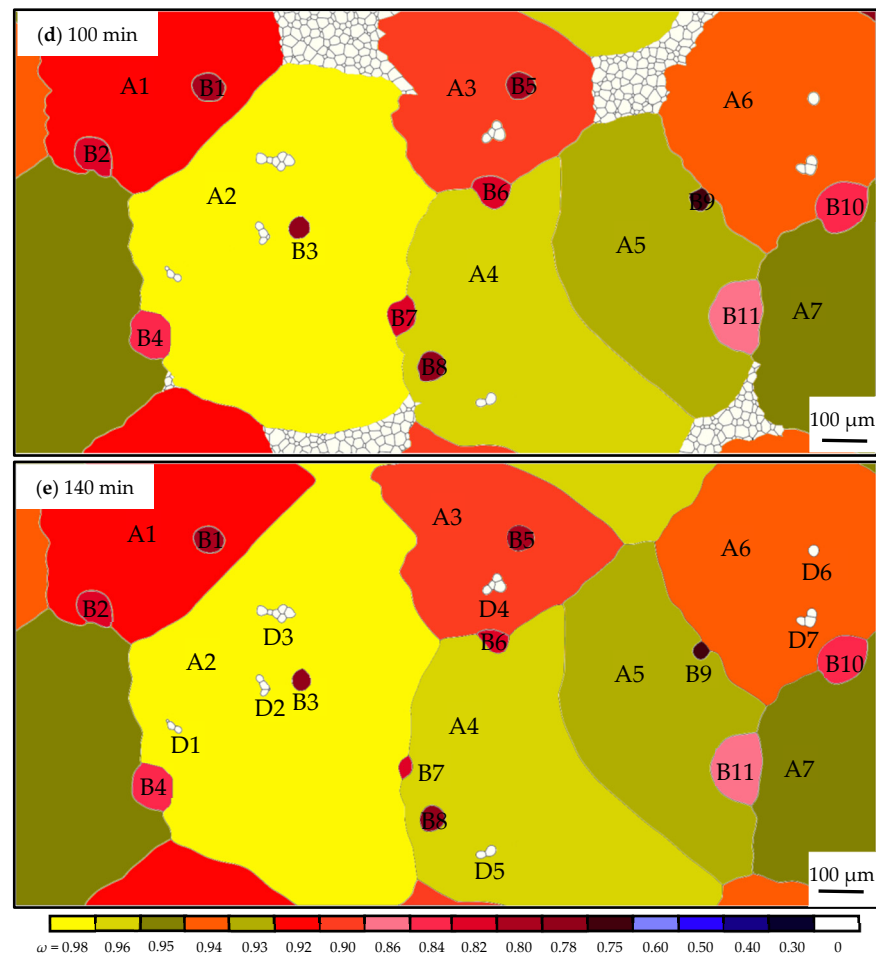 (d) 100 min
A1
B1
A3
B5
A6
B2
A2
B6
B9
B10
B3
A4
A5
B7
B11
A7
B4
B8
100 μm
(e) 140 min
A3
A1
B1
B5
A6
D6
B2
D3
D4
D7
A2
B6
B10
D2
B3
A5
B9
D1
A4
B4
B7
B11
A7
B8
D5
100 μm
ω = 0.98 0.96 0.95 0.94 0.93 0.92 0.90 0.86 0.84 0.82 0.80 0.78 0.75 0.60 0.50 0.40 0.30 0